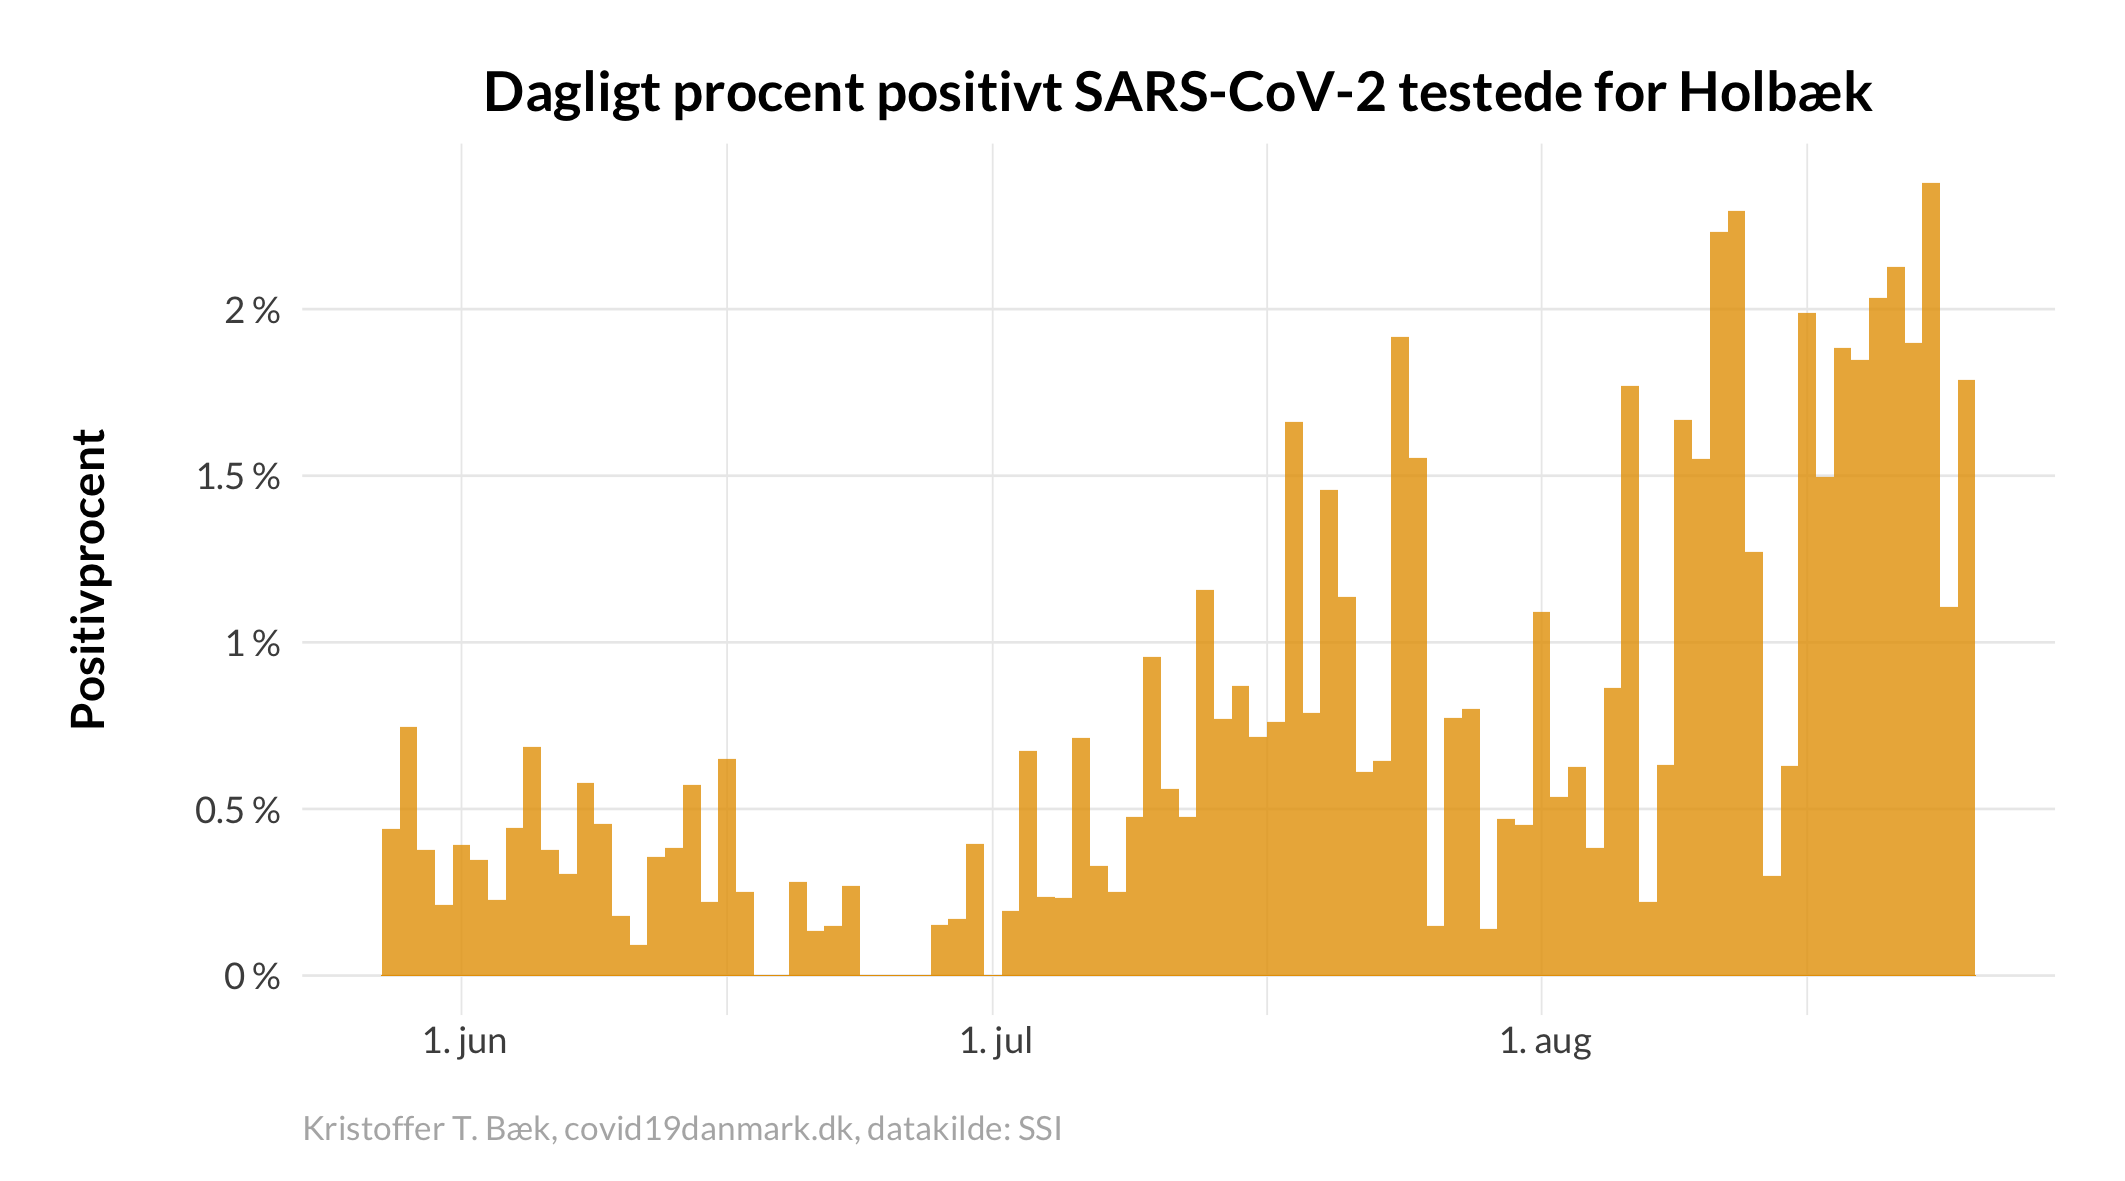 Dagligt procent positivt SARS-CoV-2 testede for Holbæk
Positivprocent
2 %
1.5 %
1 %
0.5 %
0 %
1. jun
1. jul
1. aug
Kristoffer T. Bæk, covid19danmark.dk, datakilde: SSI